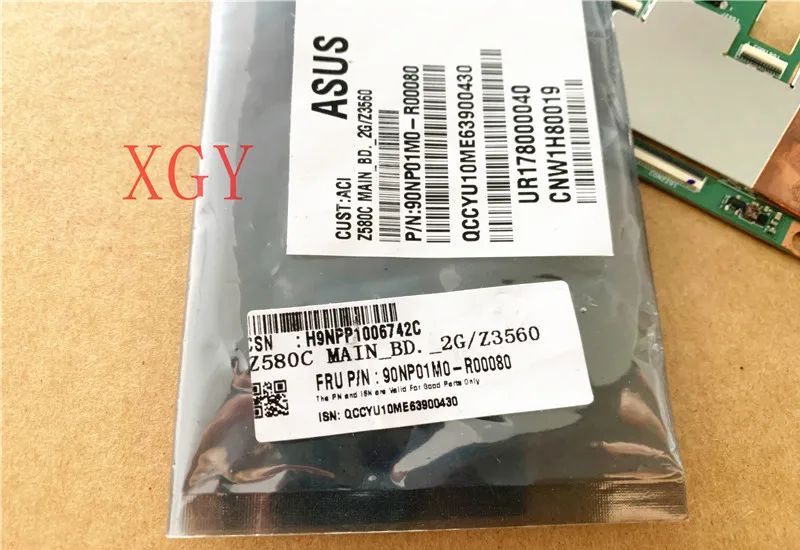 ASUS
CUST:ACI
Z580C MAIN_BD._2G/Z3560
P/N:90NP01M0-R00080
QCCYU10ME63900430
UR178000040
CNW1H80019
XGY
CSN :H9NPP1006742C
Z580C MAIN_BD._2G/Z3560
FRU P/N : 90NP01M0-R00080
The PN and ISN are Valid For Good Parts Only
ISN: QCCYU10ME63900430